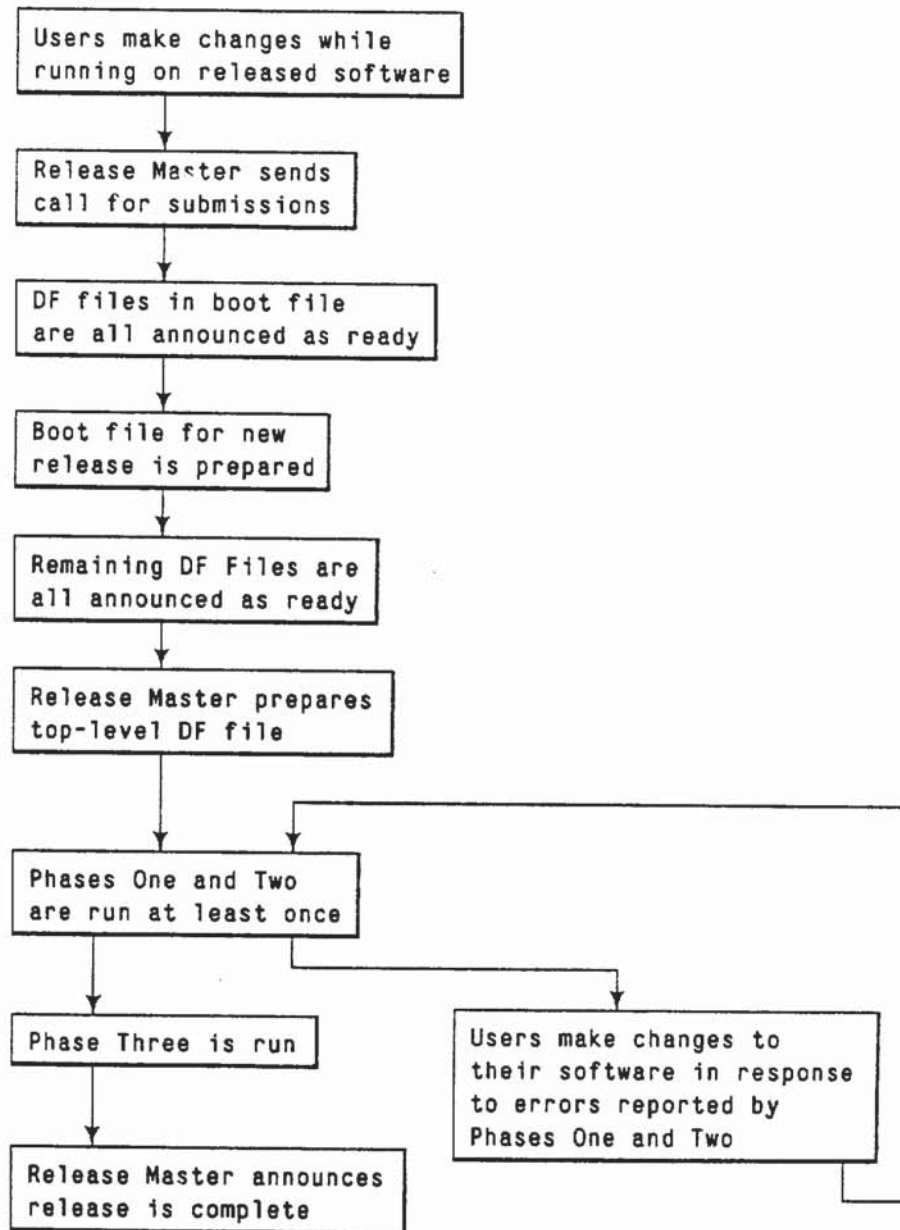 Users make changes while
running on released software
Release Master sends
call for submissions
DF files in boot file
are all announced as ready
Boot file for new
release is prepared
Remaining DF Files are
all announced as ready
Release Master prepares
top-level DF file
Phases One and Two
are run at least once
Phase Three is run
Users make changes to
their software in response
to errors reported by
Phases One and Two
Release Master announces
release is complete